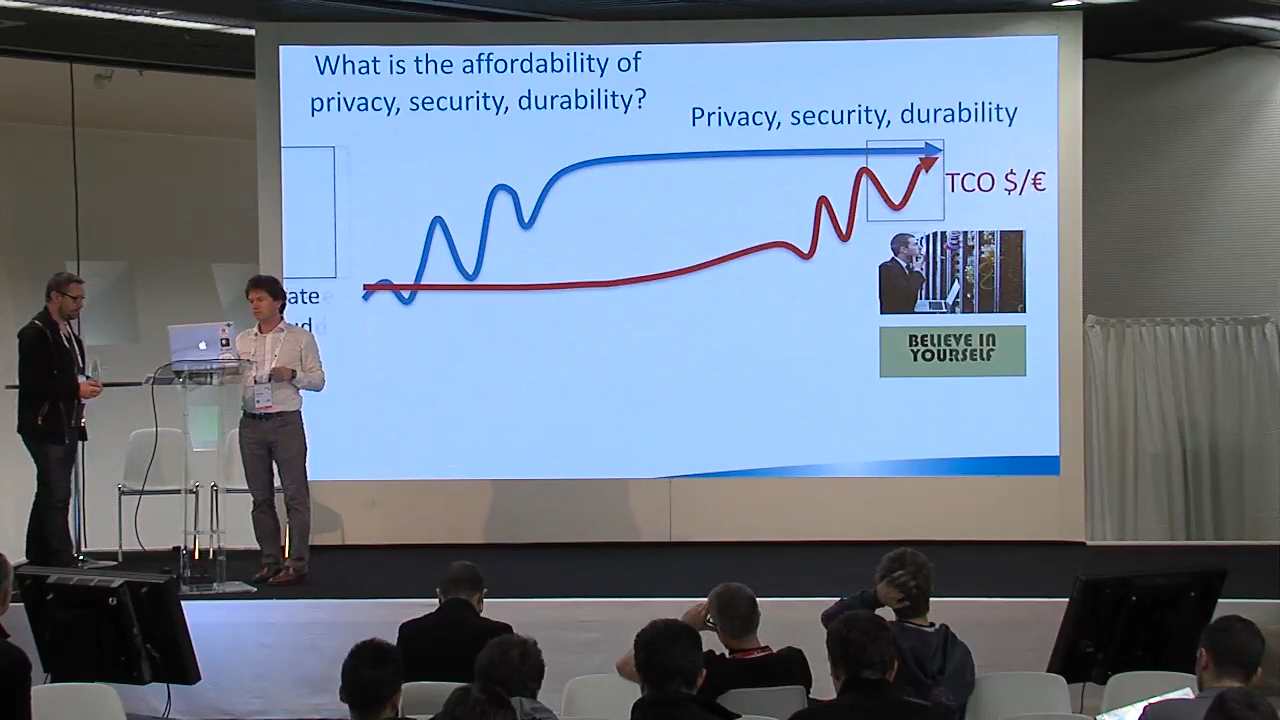 What is the affordability of
privacy, security, durability?
Privacy, security, durability
TCO $/€
BELIEVE IN
YOURSELF